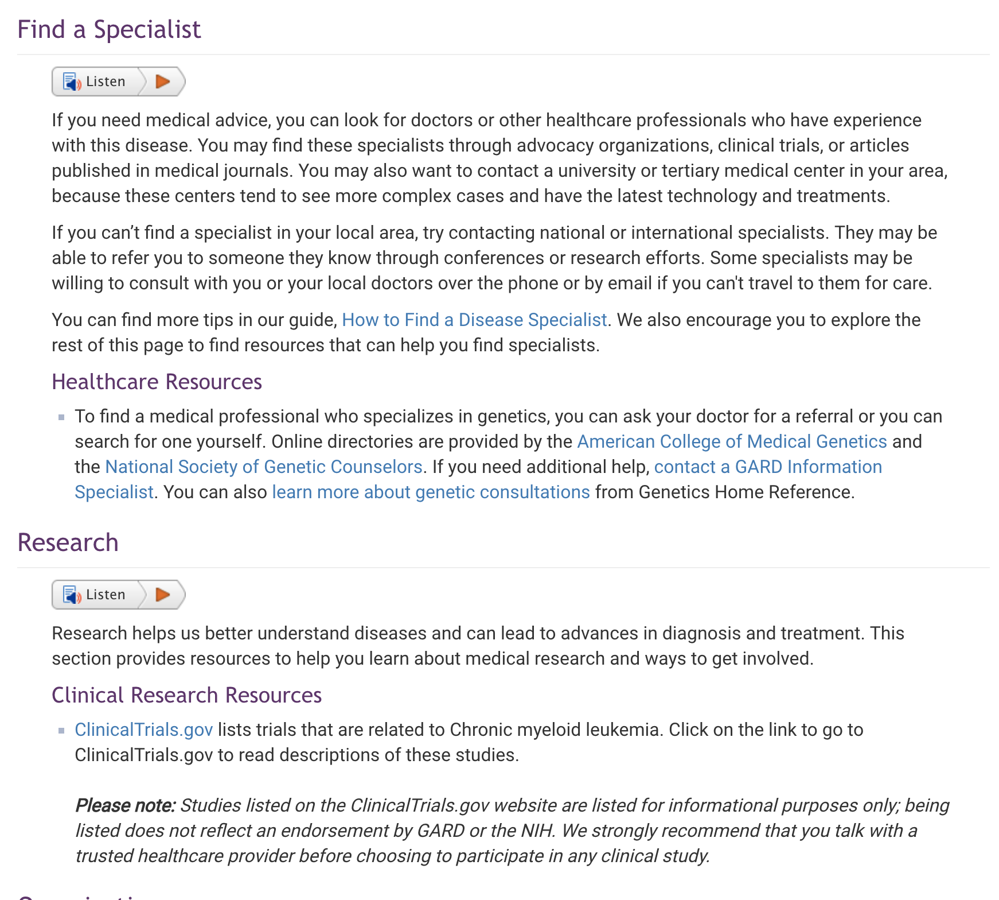 Find a Specialist
Listen
If you need medical advice, you can look for doctors or other healthcare professionals who have experience
with this disease. You may find these specialists through advocacy organizations, clinical trials, or articles
published in medical journals. You may also want to contact a university or tertiary medical center in your area,
because these centers tend to see more complex cases and have the latest technology and treatments.
If you can’t find a specialist in your local area, try contacting national or international specialists. They may be
able to refer you to someone they know through conferences or research efforts. Some specialists may be
willing to consult with you or your local doctors over the phone or by email if you can't travel to them for care.
You can find more tips in our guide, How to Find a Disease Specialist. We also encourage you to explore the
rest of this page to find resources that can help you find specialists.
Healthcare Resources
To find a medical professional who specializes in genetics, you can ask your doctor for a referral or you can
search for one yourself. Online directories are provided by the American College of Medical Genetics and
the National Society of Genetic Counselors. If you need additional help, contact a GARD Information
Specialist. You can also learn more about genetic consultations from Genetics Home Reference.
Research
Listen
Research helps us better understand diseases and can lead to advances in diagnosis and treatment. This
section provides resources to help you learn about medical research and ways to get involved.
Clinical Research Resources
ClinicalTrials.gov lists trials that are related to Chronic myeloid leukemia. Click on the link to go to
ClinicalTrials.gov to read descriptions of these studies.
Please note: Studies listed on the ClinicalTrials.gov website are listed for informational purposes only; being
listed does not reflect an endorsement by GARD or the NIH. We strongly recommend that you talk with a
trusted healthcare provider before choosing to participate in any clinical study.